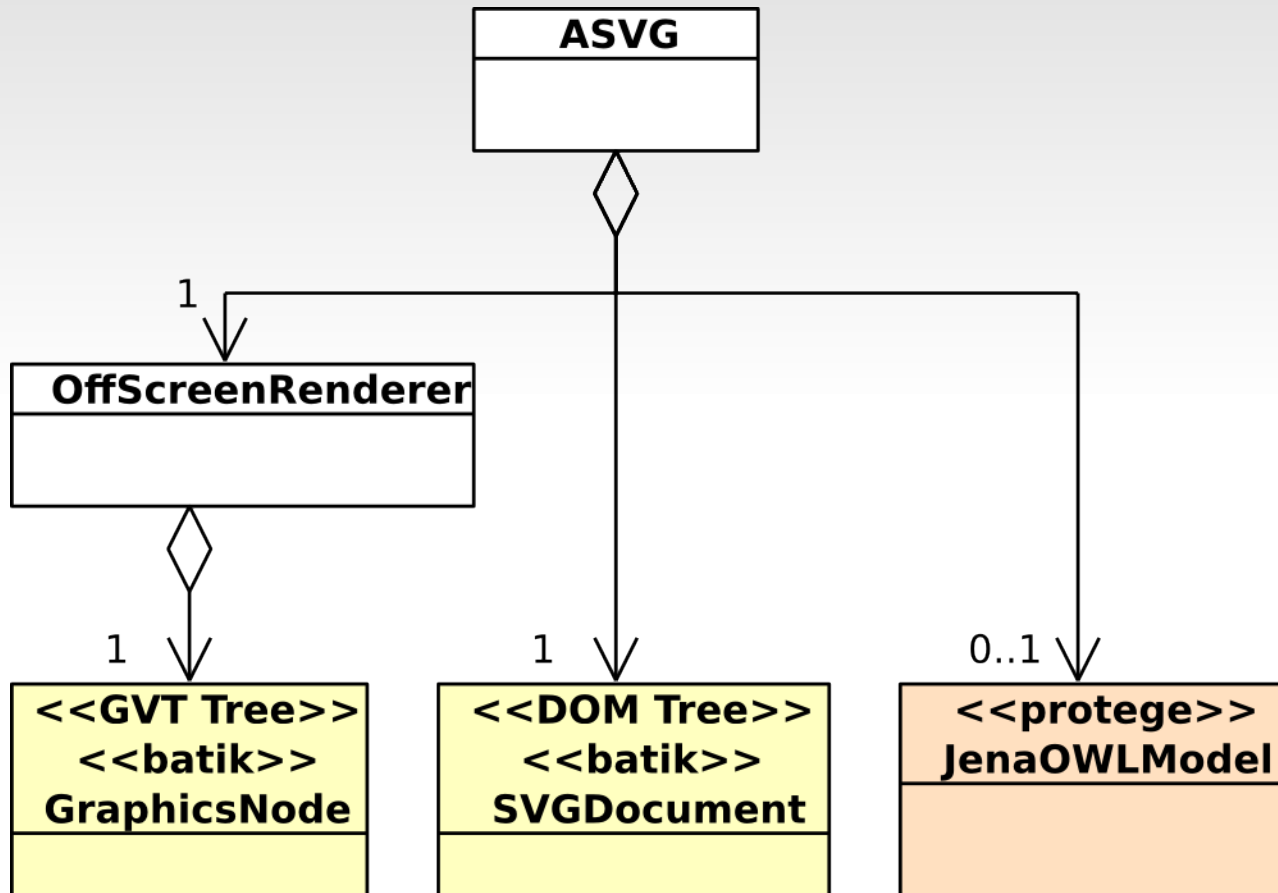 ASVG
1
OffScreenRenderer
1
1
0..1
<<GVT Tree>>
<<batik>>
GraphicsNode
<<DOM Tree>>
<<batik>>
SVGDocument
<<protege>>
JenaOWLModel